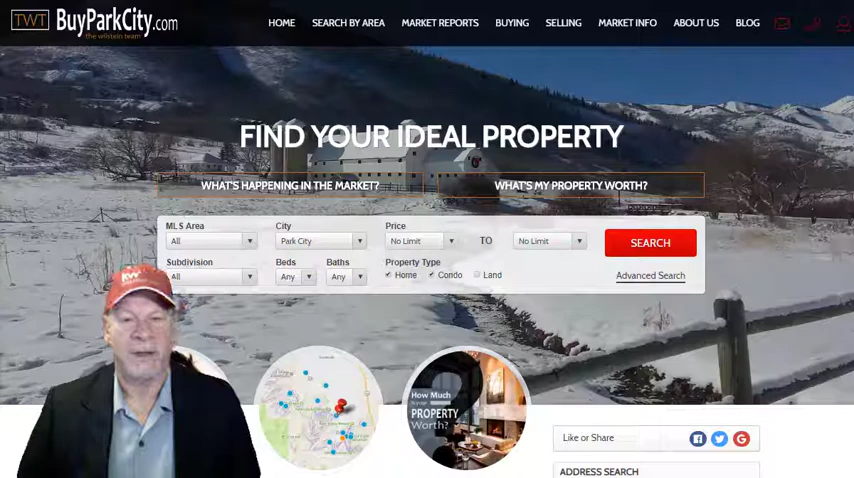 TWT BuyParkCity.com
the wilstein team
HOME SEARCH BY AREA MARKET REPORTS BUYING SELLING MARKET INFO ABOUT US BLOG
FIND YOUR IDEAL PROPERTY
WHAT'S HAPPENING IN THE MARKET? WHAT'S MY PROPERTY WORTH?
MLS Area City Price
All Park City No Limit TO No Limit SEARCH
Subdivision Beds Baths Property Type
All Any Any Home Condo Land Advanced Search
KW
How Much
is your
PROPERTY
Worth?
Like or Share
ADDRESS SEARCH